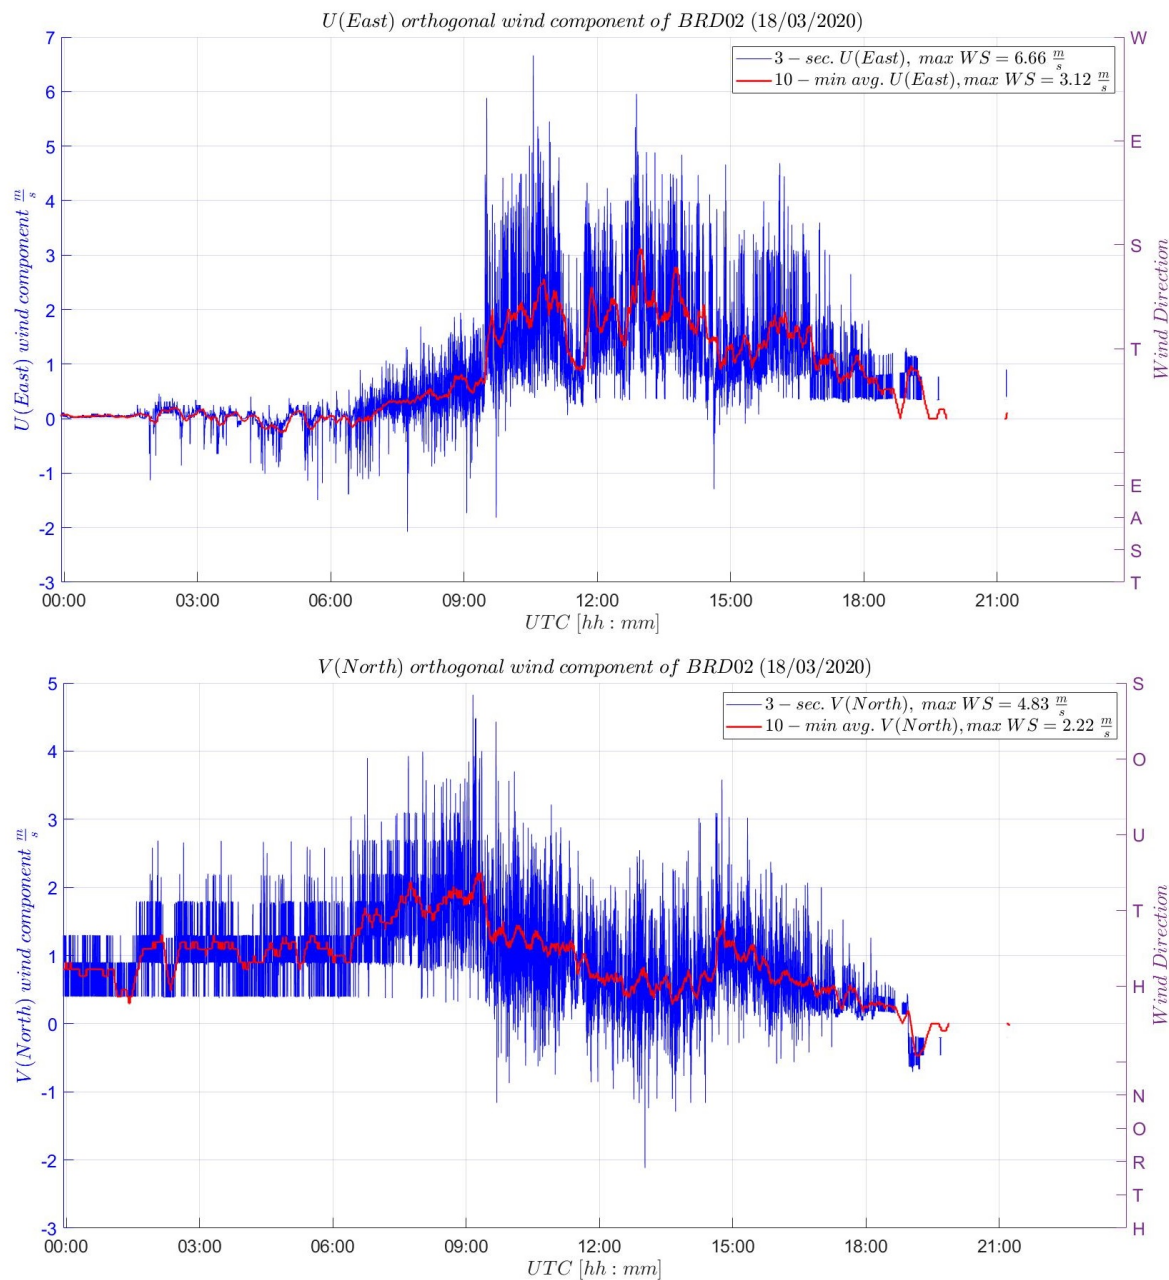 U(East) orthogonal wind component of BRD02 (18/03/2020)
3 − sec. U(East), max WS = 6.66 m/s
10 − min avg. U(East), max WS = 3.12 m/s
U(East) wind component m/s
7
6
5
4
3
2
1
0
-1
-2
-3
W
E
S
T
E
A
S
T
Wind Direction
00:00 03:00 06:00 09:00 12:00 15:00 18:00 21:00
UTC [hh : mm]
V(North) orthogonal wind component of BRD02 (18/03/2020)
3 − sec. V(North), max WS = 4.83 m/s
10 − min avg. V(North), max WS = 2.22 m/s
V(North) wind component m/s
5
4
3
2
1
0
-1
-2
-3
S
O
U
T
H
N
O
R
T
H
Wind Direction
00:00 03:00 06:00 09:00 12:00 15:00 18:00 21:00
UTC [hh : mm]